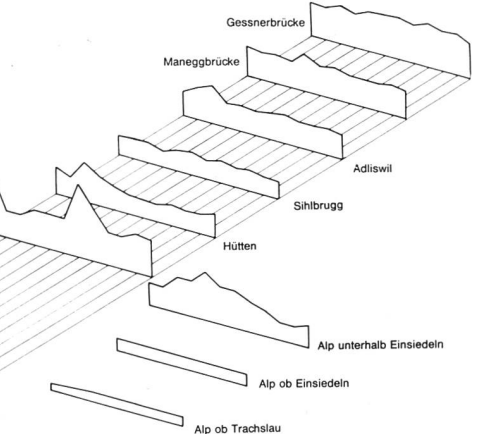 Gessnerbrücke
Maneggbrücke
Adliswil
Sihlbrugg
Hütten
Alp unterhalb Einsiedeln
Alp ob Einsiedeln
Alp ob Trachslau